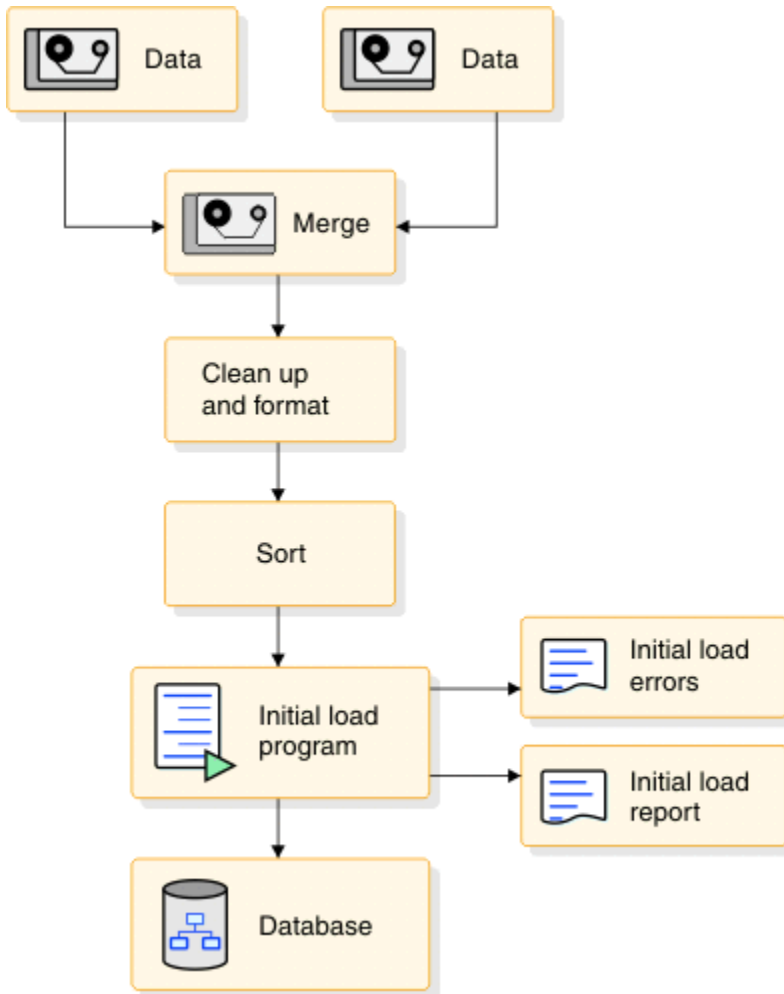 Data
Data
Merge
Clean up
and format
Sort
Initial load
program
Initial load
errors
Initial load
report
Database